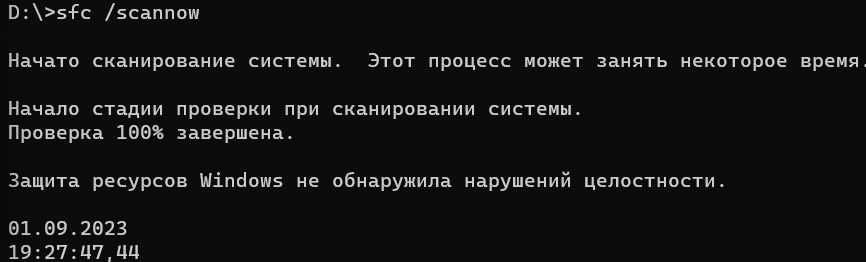 D:\>sfc /scannow
Начато сканирование системы.  Этот процесс может занять некоторое время.
Начало стадии проверки при сканировании системы.
Проверка 100% завершена.
Защита ресурсов Windows не обнаружила нарушений целостности.
01.09.2023
19:27:47,44